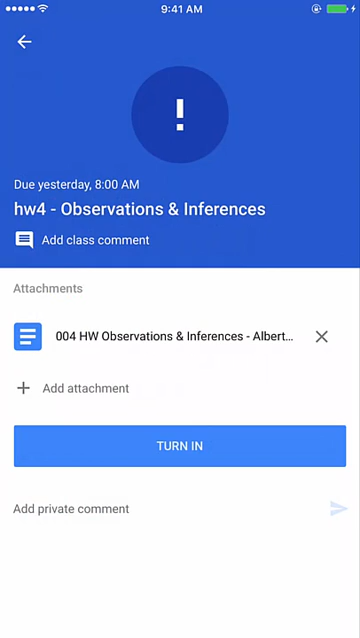 9:41 AM
!
Due yesterday, 8:00 AM
hw4 - Observations & Inferences
Add class comment
Attachments
004 HW Observations & Inferences - Albert...
Add attachment
TURN IN
Add private comment